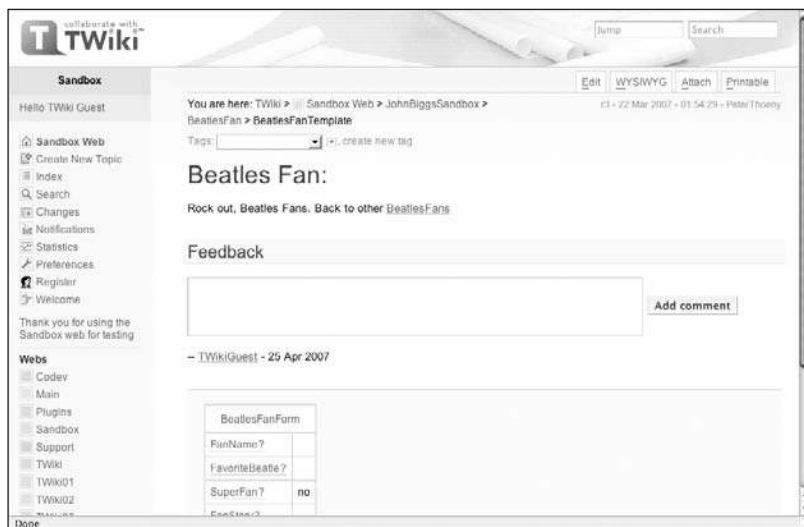 collaborate with
TWiki™
Jump
Search
Sandbox
Edit WYSIWYG Attach Printable
Hello TWiki Guest
You are here: TWiki > Sandbox Web > JohnBiggsSandbox >
BeatlesFan > BeatlesFanTemplate
r3 - 22 Mar 2007 - 01:54:29 - PeterThoeny
Tags:
create new tag
Sandbox Web
Create New Topic
Index
Search
Changes
Notifications
Statistics
Preferences
Register
Welcome
Thank you for using the
Sandbox web for testing
Webs
Codev
Main
Plugins
Sandbox
Support
TWiki
TWiki01
TWiki02
Beatles Fan:
Rock out, Beatles Fans. Back to other BeatlesFans
Feedback
Add comment
– TWikiGuest - 25 Apr 2007
BeatlesFanForm
FanName?
FavoriteBeatle?
SuperFan? no
FanStory?
Done